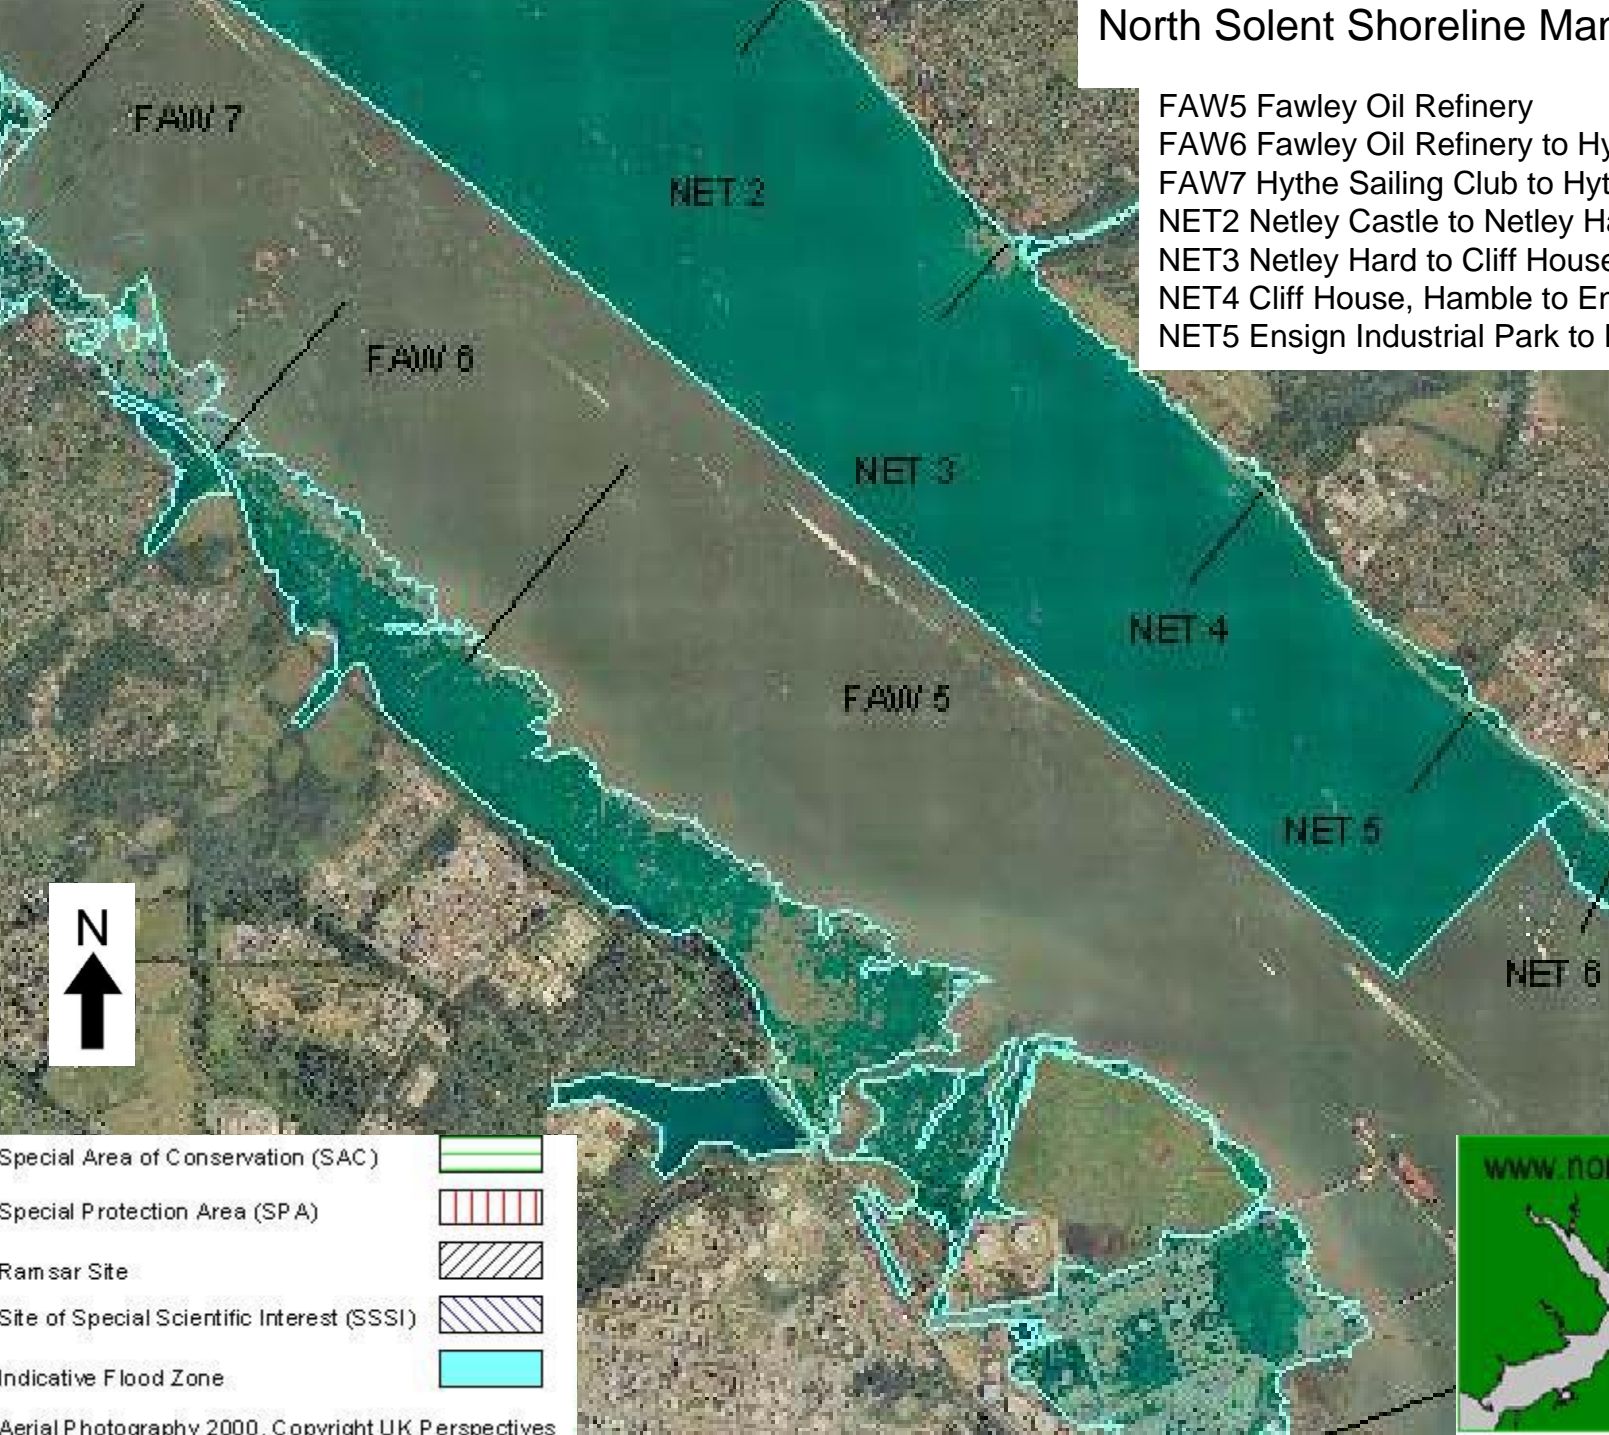 North Solent Shoreline Mar
FAW5 Fawley Oil Refinery
FAW6 Fawley Oil Refinery to Hy
FAW7 Hythe Sailing Club to Hyt
NET2 Netley Castle to Netley Ha
NET3 Netley Hard to Cliff House
NET4 Cliff House, Hamble to En
NET5 Ensign Industrial Park to
FAW 7
NET 2
FAW 6
NET 3
NET 4
FAW 5
NET 5
NET 6
N
Special Area of Conservation (SAC)
Special Protection Area (SPA)
Ramsar Site
Site of Special Scientific Interest (SSSI)
Indicative Flood Zone
Aerial Photography 2000. Copyright UK Perspectives
www.nor